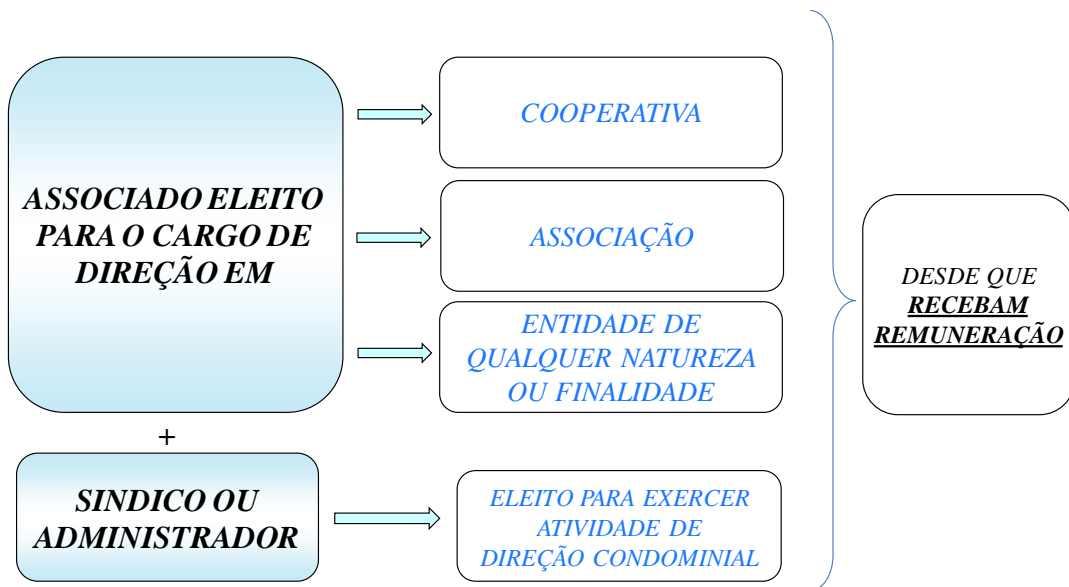 ASSOCIADO ELEITO
PARA O CARGO DE
DIREÇÃO EM
COOPERATIVA
ASSOCIAÇÃO
ENTIDADE DE
QUALQUER NATUREZA
OU FINALIDADE
+
SINDICO OU
ADMINISTRADOR
ELEITO PARA EXERCER
ATIVIDADE DE
DIREÇÃO CONDOMINIAL
DESDE QUE
RECEBAM
REMUNERAÇÃO